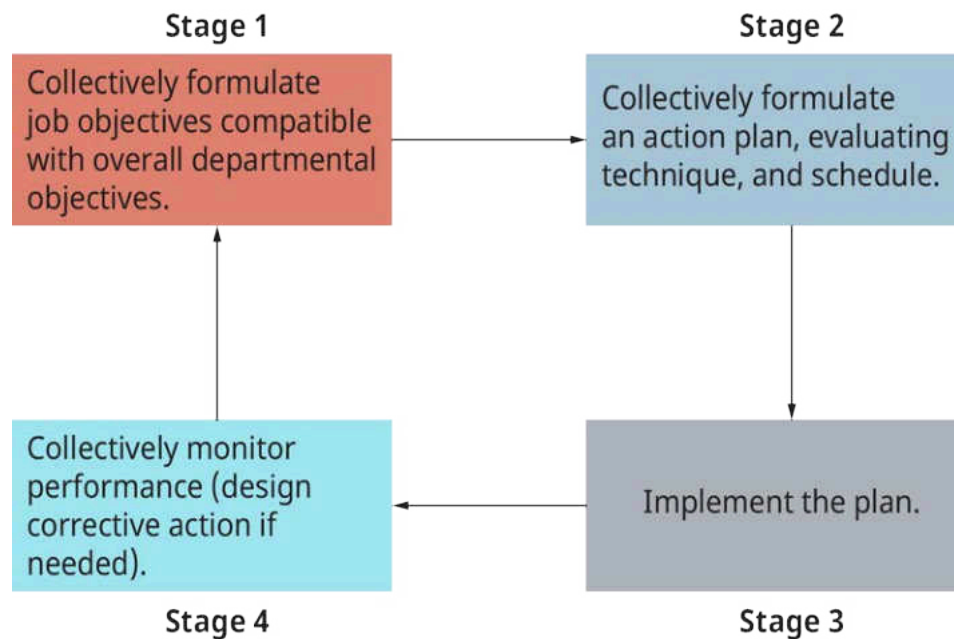 Stage 1
Collectively formulate
job objectives compatible
with overall departmental
objectives.
Stage 2
Collectively formulate
an action plan, evaluating
technique, and schedule.
Collectively monitor
performance (design
corrective action if
needed).
Stage 4
Implement the plan.
Stage 3